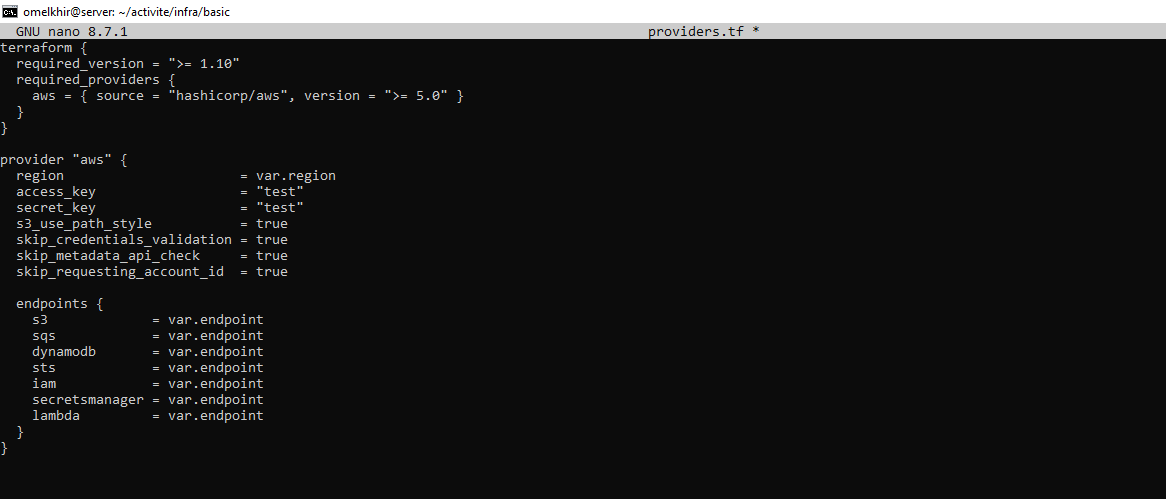 omelkhir@server: ~/activite/infra/basic
GNU nano 8.7.1 providers.tf *
terraform {
  required_version = ">= 1.10"
  required_providers {
    aws = { source = "hashicorp/aws", version = ">= 5.0" }
  }
}

provider "aws" {
  region                      = var.region
  access_key                  = "test"
  secret_key                  = "test"
  s3_use_path_style           = true
  skip_credentials_validation = true
  skip_metadata_api_check     = true
  skip_requesting_account_id  = true

  endpoints {
    s3             = var.endpoint
    sqs            = var.endpoint
    dynamodb       = var.endpoint
    sts            = var.endpoint
    iam            = var.endpoint
    secretsmanager = var.endpoint
    lambda         = var.endpoint
  }
}